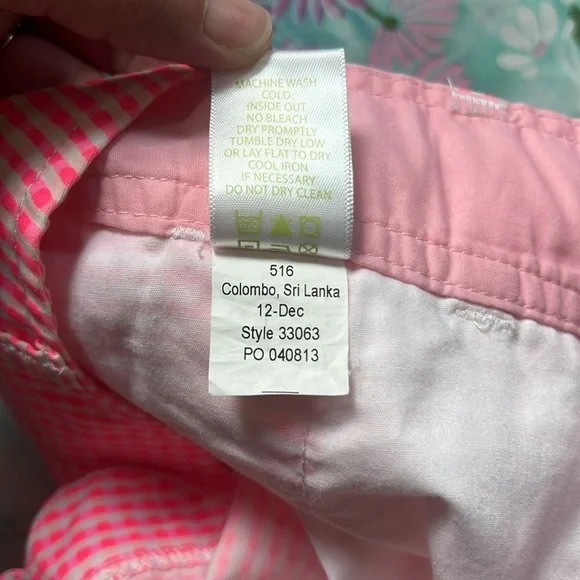 MACHINE WASH
COLD
INSIDE OUT
NO BLEACH
DRY PROMPTLY
TUMBLE DRY LOW
OR LAY FLAT TO DRY
COOL IRON
IF NECESSARY
DO NOT DRY CLEAN
516
Colombo, Sri Lanka
12-Dec
Style 33063
PO 040813